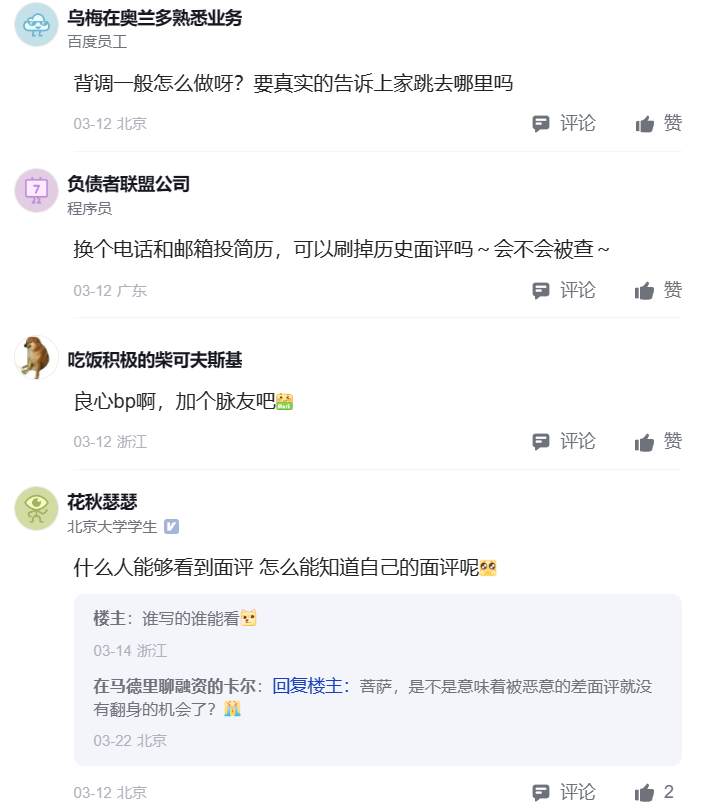 乌梅在奥兰多熟悉业务
百度员工
背调一般怎么做呀？要真实的告诉上家跳去哪里吗
03-12 北京
评论
赞
7
负债者联盟公司
程序员
换个电话和邮箱投简历，可以刷掉历史面评吗～会不会被查～
03-12 广东
评论
赞
吃饭积极的柴可夫斯基
良心bp啊，加个脉友吧
03-12 浙江
评论
赞
花秋瑟瑟
北京大学学生
什么人能够看到面评 怎么能知道自己的面评呢
楼主：谁写的谁能看
03-14 浙江
在马德里聊融资的卡尔：回复楼主：菩萨，是不是意味着被恶意的差面评就没
有翻身的机会了？
03-22 北京
03-12 北京
评论
2